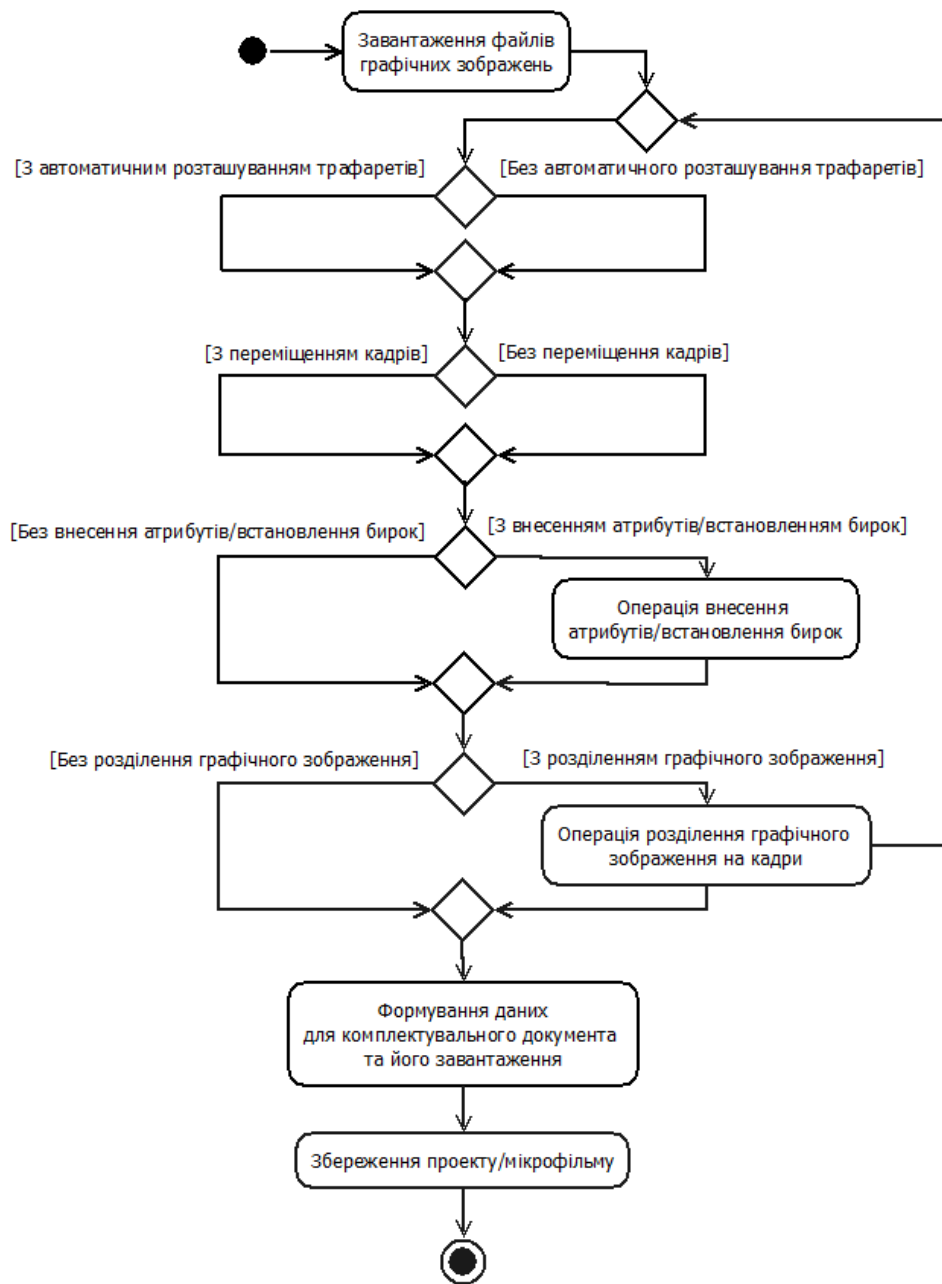 Завантаження файлів
графічних зображень
[З автоматичним розташуванням трафаретів]
[Без автоматичного розташування трафаретів]
[З переміщенням кадрів]
[Без переміщення кадрів]
[Без внесення атрибутів/встановлення бирок]
[З внесенням атрибутів/встановленням бирок]
Операція внесення
атрибутів/встановлення бирок
[Без розділення графічного зображення]
[З розділенням графічного зображення]
Операція розділення графічного
зображення на кадри
Формування даних
для комплектувального документа
та його завантаження
Збереження проекту/мікрофільму